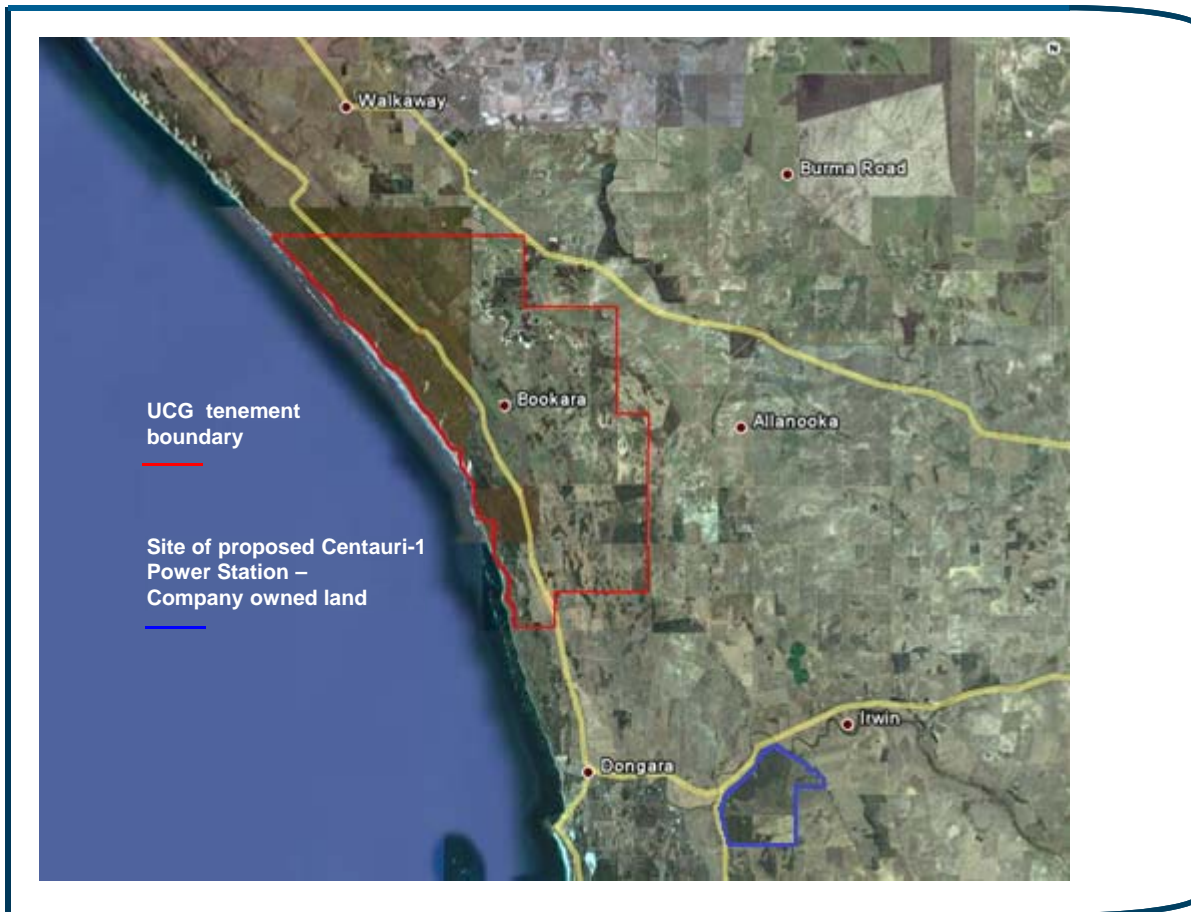 N
Walkaway
Burma Road
Bookara
Allanooka
UCG tenement
boundary
Site of proposed Centauri-1
Power Station –
Company owned land
Irwin
Dongara